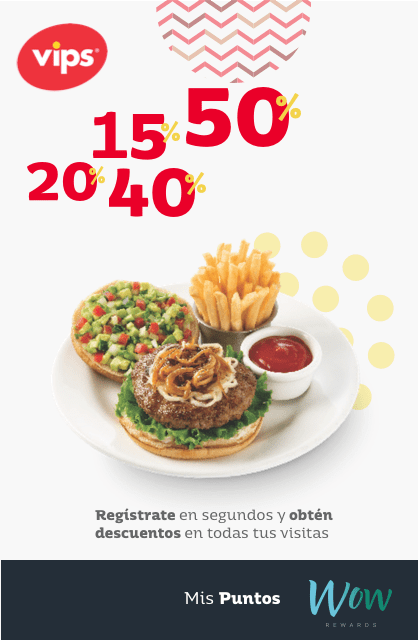 vips
50%
15%
20%
40%
Regístrate en segundos y obtén
descuentos en todas tus visitas
Mis Puntos
Wow
REWARDS